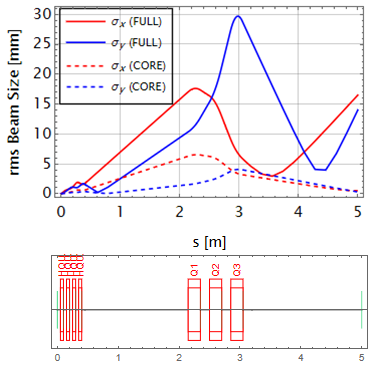 rms Beam Size [mm]
30
25
20
15
10
5
0
σx (FULL)
σy (FULL)
σx (CORE)
σy (CORE)
0 1 2 3 4 5
s [m]
Q1 Q2 Q3
0 1 2 3 4 5